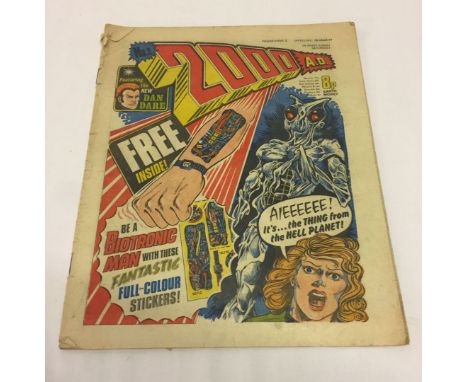 2000 A.D.
Featuring
NEW
DAN
DARE
8p
FREE
INSIDE!
BE A
BIOTRONIC
MAN WITH THESE
FANTASTIC
FULL-COLOUR
STICKERS!
AIEEEEEE!
It's...the THING from
the HELL PLANET!